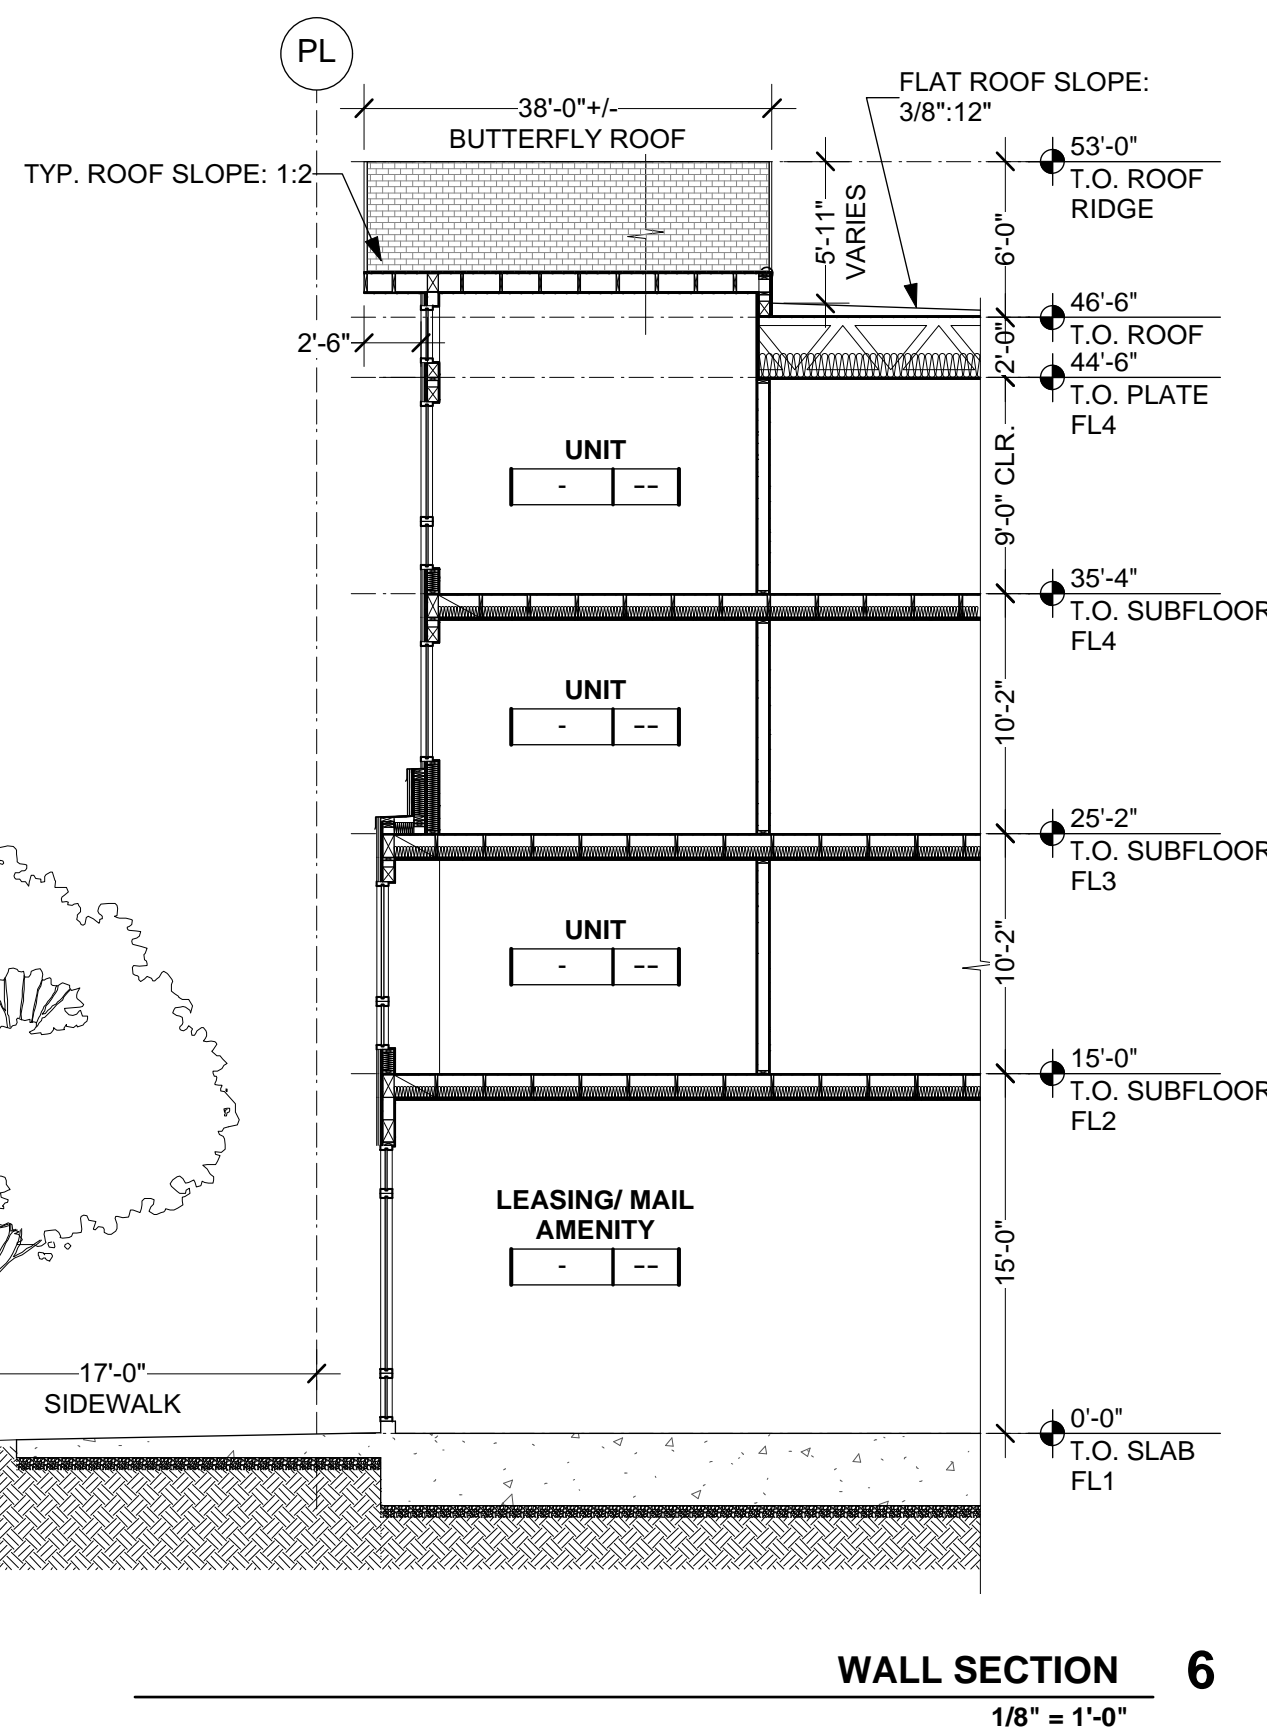 PL
FLAT ROOF SLOPE:
3/8":12"
38'-0"+/-
BUTTERFLY ROOF
TYP. ROOF SLOPE: 1:2
53'-0"
T.O. ROOF
RIDGE
5'-11"
VARIES
6'-0"
46'-6"
T.O. ROOF
2'-6"
2'-0"
44'-6"
T.O. PLATE
FL4
9'-0" CLR.
UNIT
- --
35'-4"
T.O. SUBFLOOR
FL4
UNIT
- --
10'-2"
25'-2"
T.O. SUBFLOOR
FL3
UNIT
- --
10'-2"
15'-0"
T.O. SUBFLOOR
FL2
LEASING/ MAIL
AMENITY
- --
15'-0"
17'-0"
SIDEWALK
0'-0"
T.O. SLAB
FL1
WALL SECTION 6
1/8" = 1'-0"